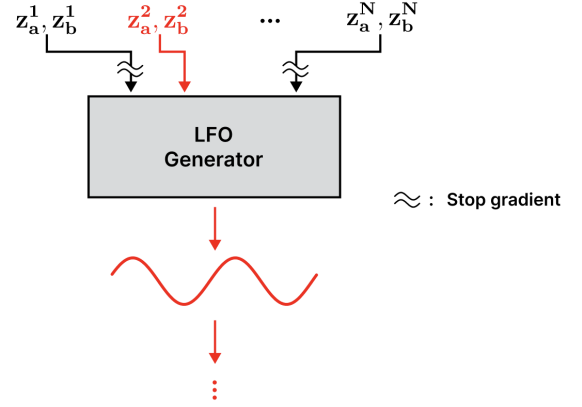 z_a^1, z_b^1 z_a^2, z_b^2 ... z_a^N, z_b^N
LFO
Generator
: Stop gradient